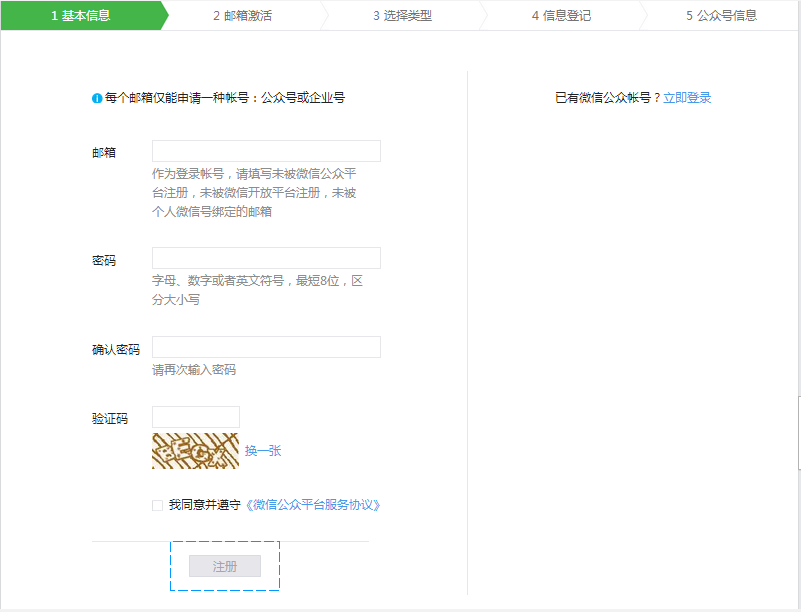 1 基本信息
2 邮箱激活
3 选择类型
4 信息登记
5 公众号信息
每个邮箱仅能申请一种帐号：公众号或企业号
已有微信公众帐号？立即登录
邮箱
作为登录帐号，请填写未被微信公众平
台注册，未被微信开放平台注册，未被
个人微信号绑定的邮箱
密码
字母、数字或者英文符号，最短8位，区
分大小写
确认密码
请再次输入密码
验证码
换一张
我同意并遵守《微信公众平台服务协议》
注册